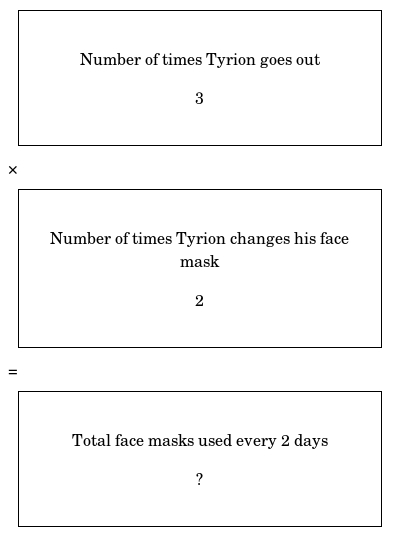 Number of times Tyrion goes out
3
×
Number of times Tyrion changes his face
mask
2
=
Total face masks used every 2 days
?